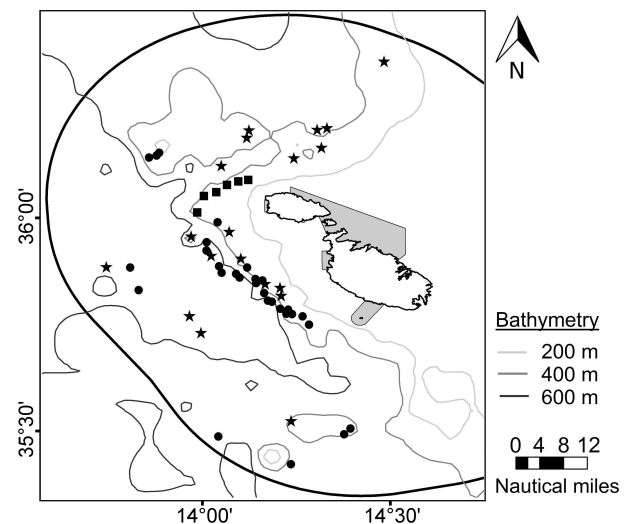 N
36°00'
35°30'
14°00'
14°30'
Bathymetry
200 m
400 m
600 m
0 4 8 12
Nautical miles